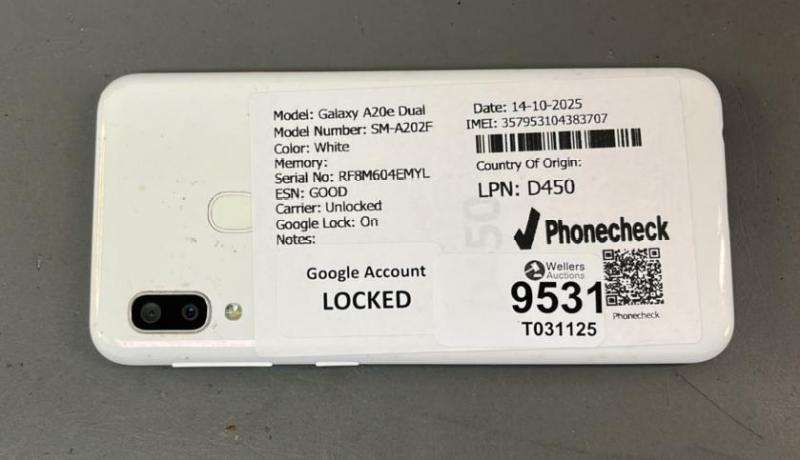 Model: Galaxy A20e Dual
Model Number: SM-A202F
Color: White
Memory:
Serial No: RF8M604EMYL
ESN: GOOD
Carrier: Unlocked
Google Lock: On
Notes:
Date: 14-10-2025
IMEI: 357953104383707
Country Of Origin:
LPN: D450
Phonecheck
Google Account
LOCKED
Wellers
Auctions
9531
T031125
Phonecheck